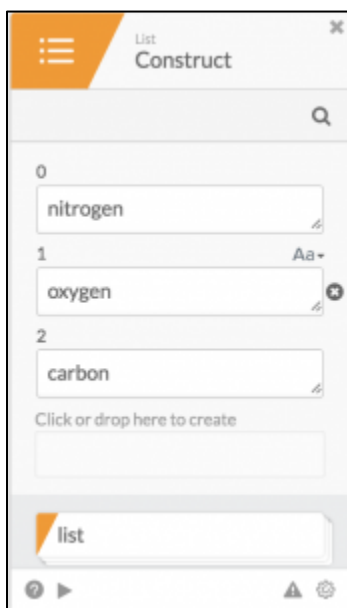 List
Construct
0
nitrogen
1 Aa
oxygen
2
carbon
Click or drop here to create
list